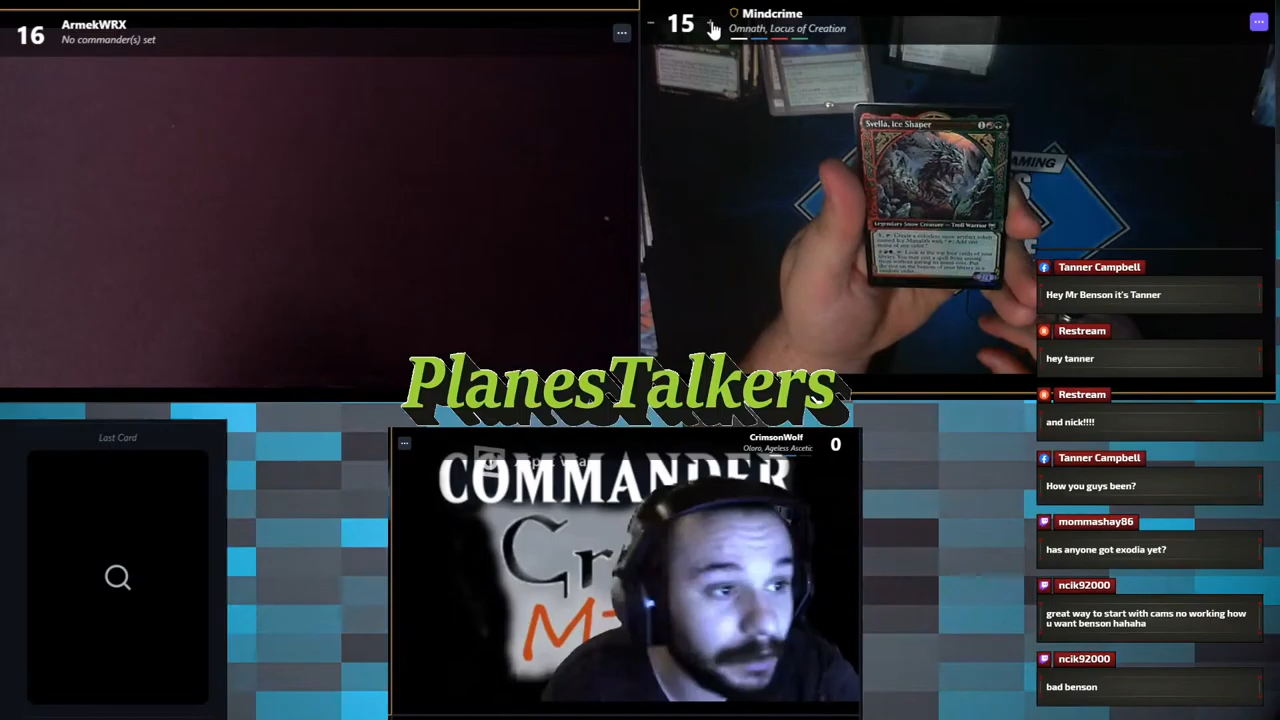 16
ArmekWRX
No commander(s) set
15
Mindcrime
Omnath, Locus of Creation
Svella, Ice Shaper
Legendary Snow Creature — Troll Warrior
GAMING
PlanesTalkers
Last Card
CrimsonWolf
Oloro, Ageless Ascetic
0
COMMANDER
Tanner Campbell
Hey Mr Benson it's Tanner
Restream
hey tanner
Restream
and nick!!!!
Tanner Campbell
How you guys been?
mommashay86
has anyone got exodia yet?
ncik92000
great way to start with cams no working how
u want benson hahaha
ncik92000
bad benson